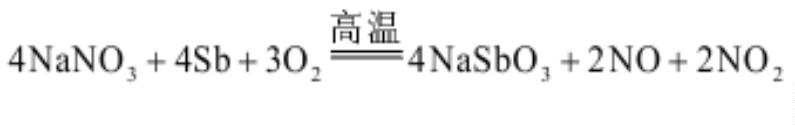 高温
4NaNO₃ + 4Sb + 3O₂ ═══ 4NaSbO₃ + 2NO + 2NO₂